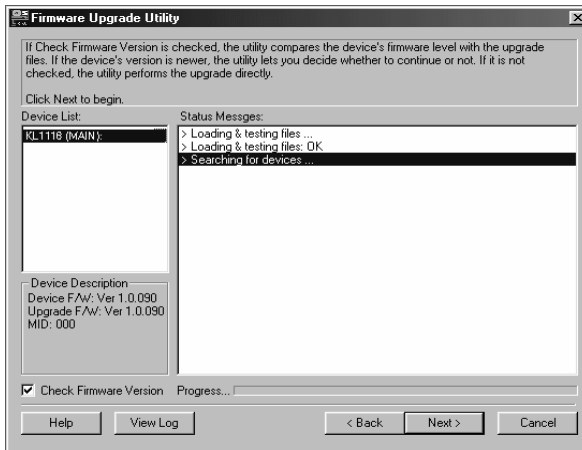 Firmware Upgrade Utility
If Check Firmware Version is checked, the utility compares the device's firmware level with the upgrade
files. If the device's version is newer, the utility lets you decide whether to continue or not. If it is not
checked, the utility performs the upgrade directly.
Click Next to begin.
Device List:
Status Messges:
KL1116 (MAIN):
> Loading & testing files ...
> Loading & testing files: OK
> Searching for devices ...
Device Description
Device F/W: Ver 1.0.090
Upgrade F/W: Ver 1.0.090
MID: 000
Check Firmware Version
Progress...
Help
View Log
< Back
Next >
Cancel